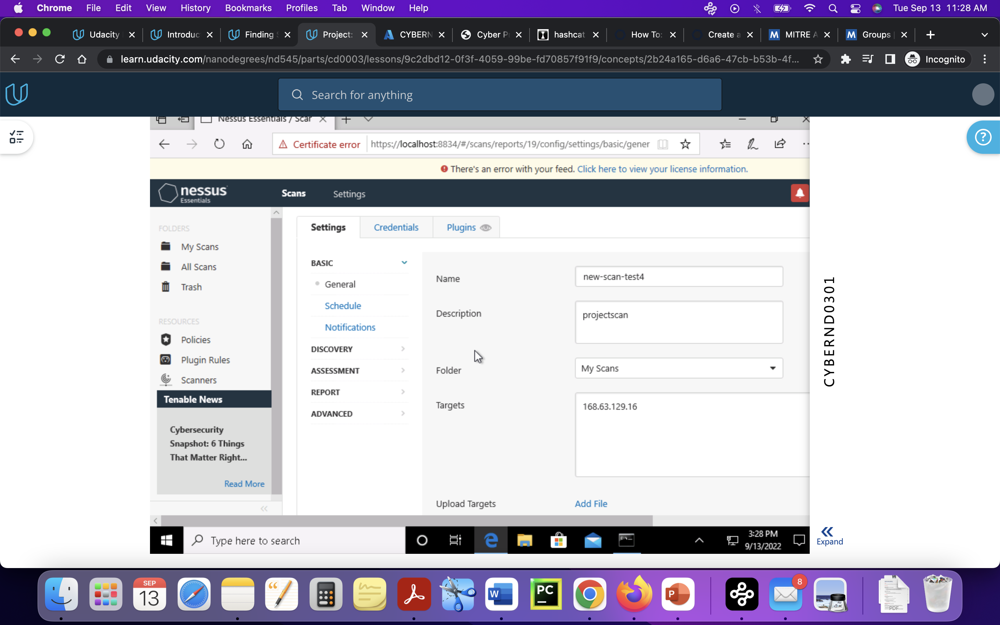 Chrome File Edit View History Bookmarks Profiles Tab Window Help Tue Sep 13 11:28 AM
Udacity Introduc Finding Project: CYBERN Cyber P hashcat How To: Create a MITRE A Groups
learn.udacity.com/nanodegrees/nd545/parts/cd0003/lessons/9c2dbd12-0f3f-4059-99be-fd70857f91f9/concepts/2b24a165-d6a6-47cb-b53b-4f... Incognito
Search for anything
Nessus Essentials / Scar
Certificate error https://localhost:8834/#/scans/reports/19/config/settings/basic/gener
There's an error with your feed. Click here to view your license information.
nessus Scans Settings
Essentials
Settings Credentials Plugins
FOLDERS
My Scans
All Scans
Trash
RESOURCES
Policies
Plugin Rules
Scanners
Tenable News
Cybersecurity
Snapshot: 6 Things
That Matter Right...
Read More
BASIC
General
Schedule
Notifications
DISCOVERY
ASSESSMENT
REPORT
ADVANCED
Name new-scan-test4
Description projectscan
Folder My Scans
Targets 168.63.129.16
Upload Targets Add File
CYBERND0301
Expand
Type here to search
3:28 PM
9/13/2022
SEP
13
W
PC
P
8
PDF